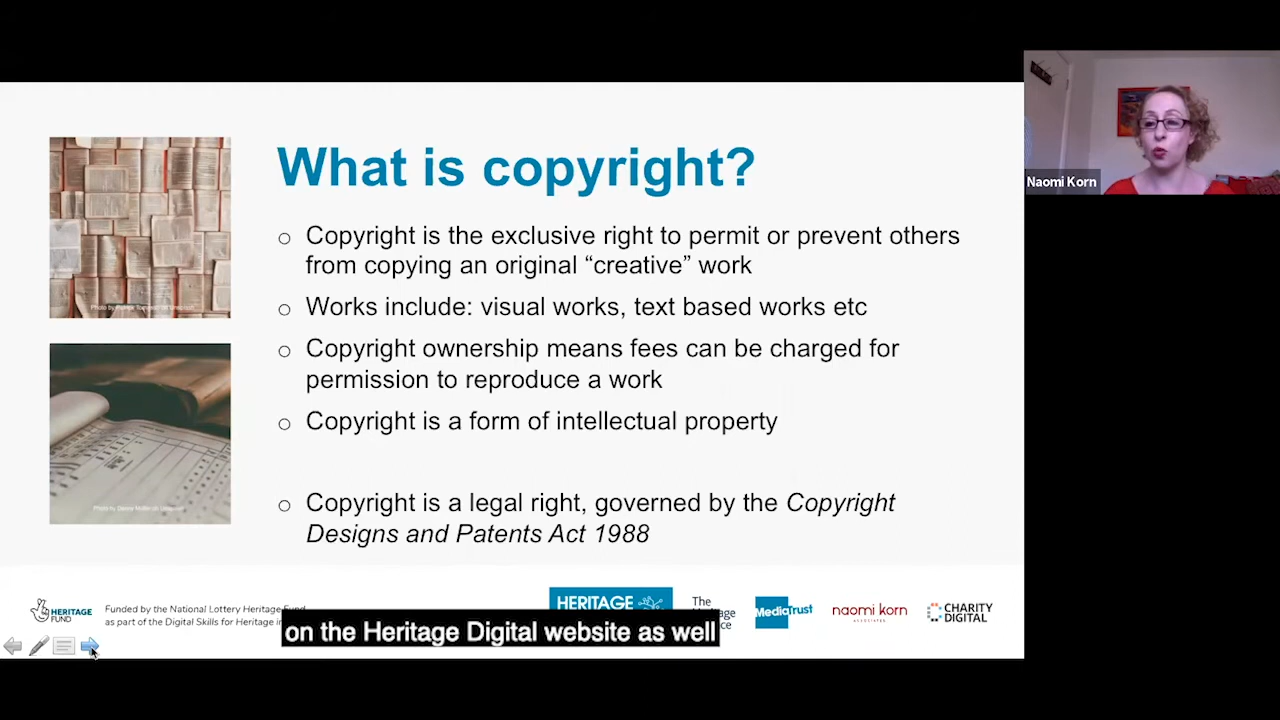 What is copyright?
Copyright is the exclusive right to permit or prevent others
from copying an original “creative” work
Works include: visual works, text based works etc
Copyright ownership means fees can be charged for
permission to reproduce a work
Copyright is a form of intellectual property
Copyright is a legal right, governed by the Copyright
Designs and Patents Act 1988
Naomi Korn
HERITAGE
FUND
Funded by the National Lottery Heritage Fund
as part of the Digital Skills for Heritage
HERITAGE
The
MediaTrust
naomi korn
ASSOCIATES
CHARITY
DIGITAL
on the Heritage Digital website as well